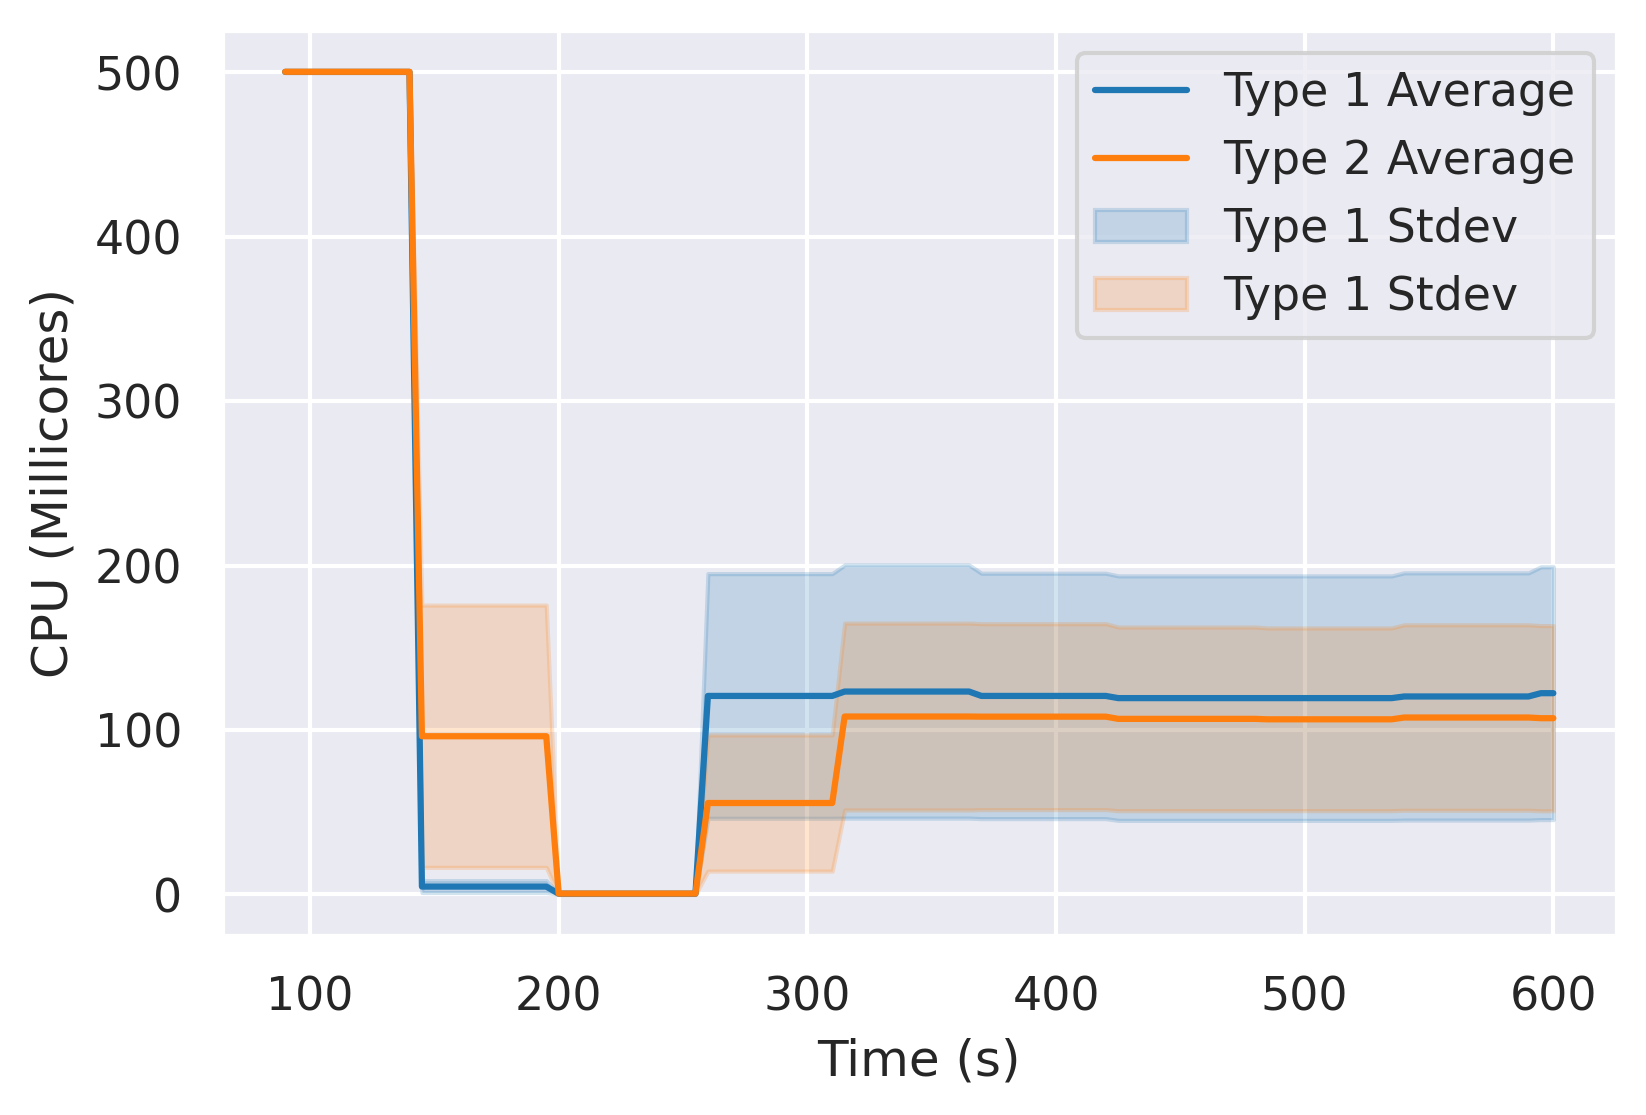 Type 1 Average
Type 2 Average
Type 1 Stdev
Type 1 Stdev
CPU (Millicores)
500
400
300
200
100
0
100 200 300 400 500 600
Time (s)